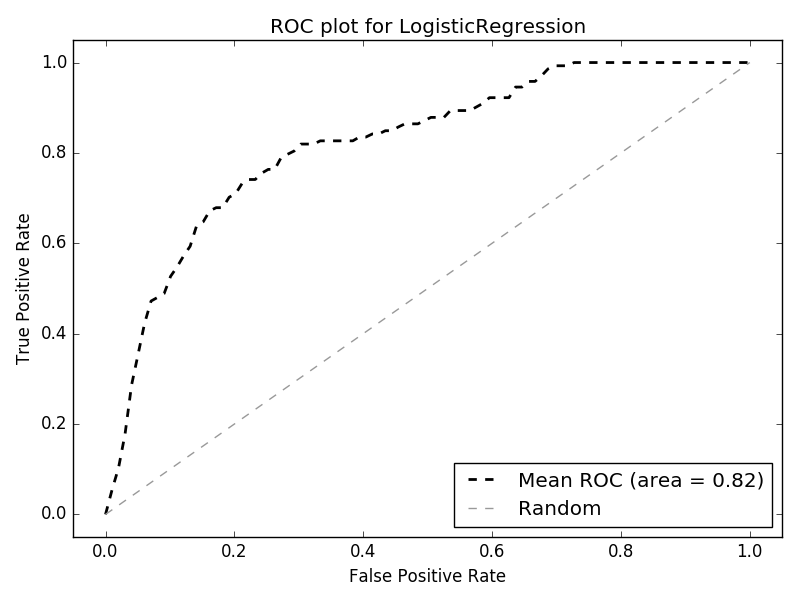 ROC plot for LogisticRegression
1.0
0.8
0.6
0.4
0.2
0.0
True Positive Rate
Mean ROC (area = 0.82)
Random
0.0 0.2 0.4 0.6 0.8 1.0
False Positive Rate